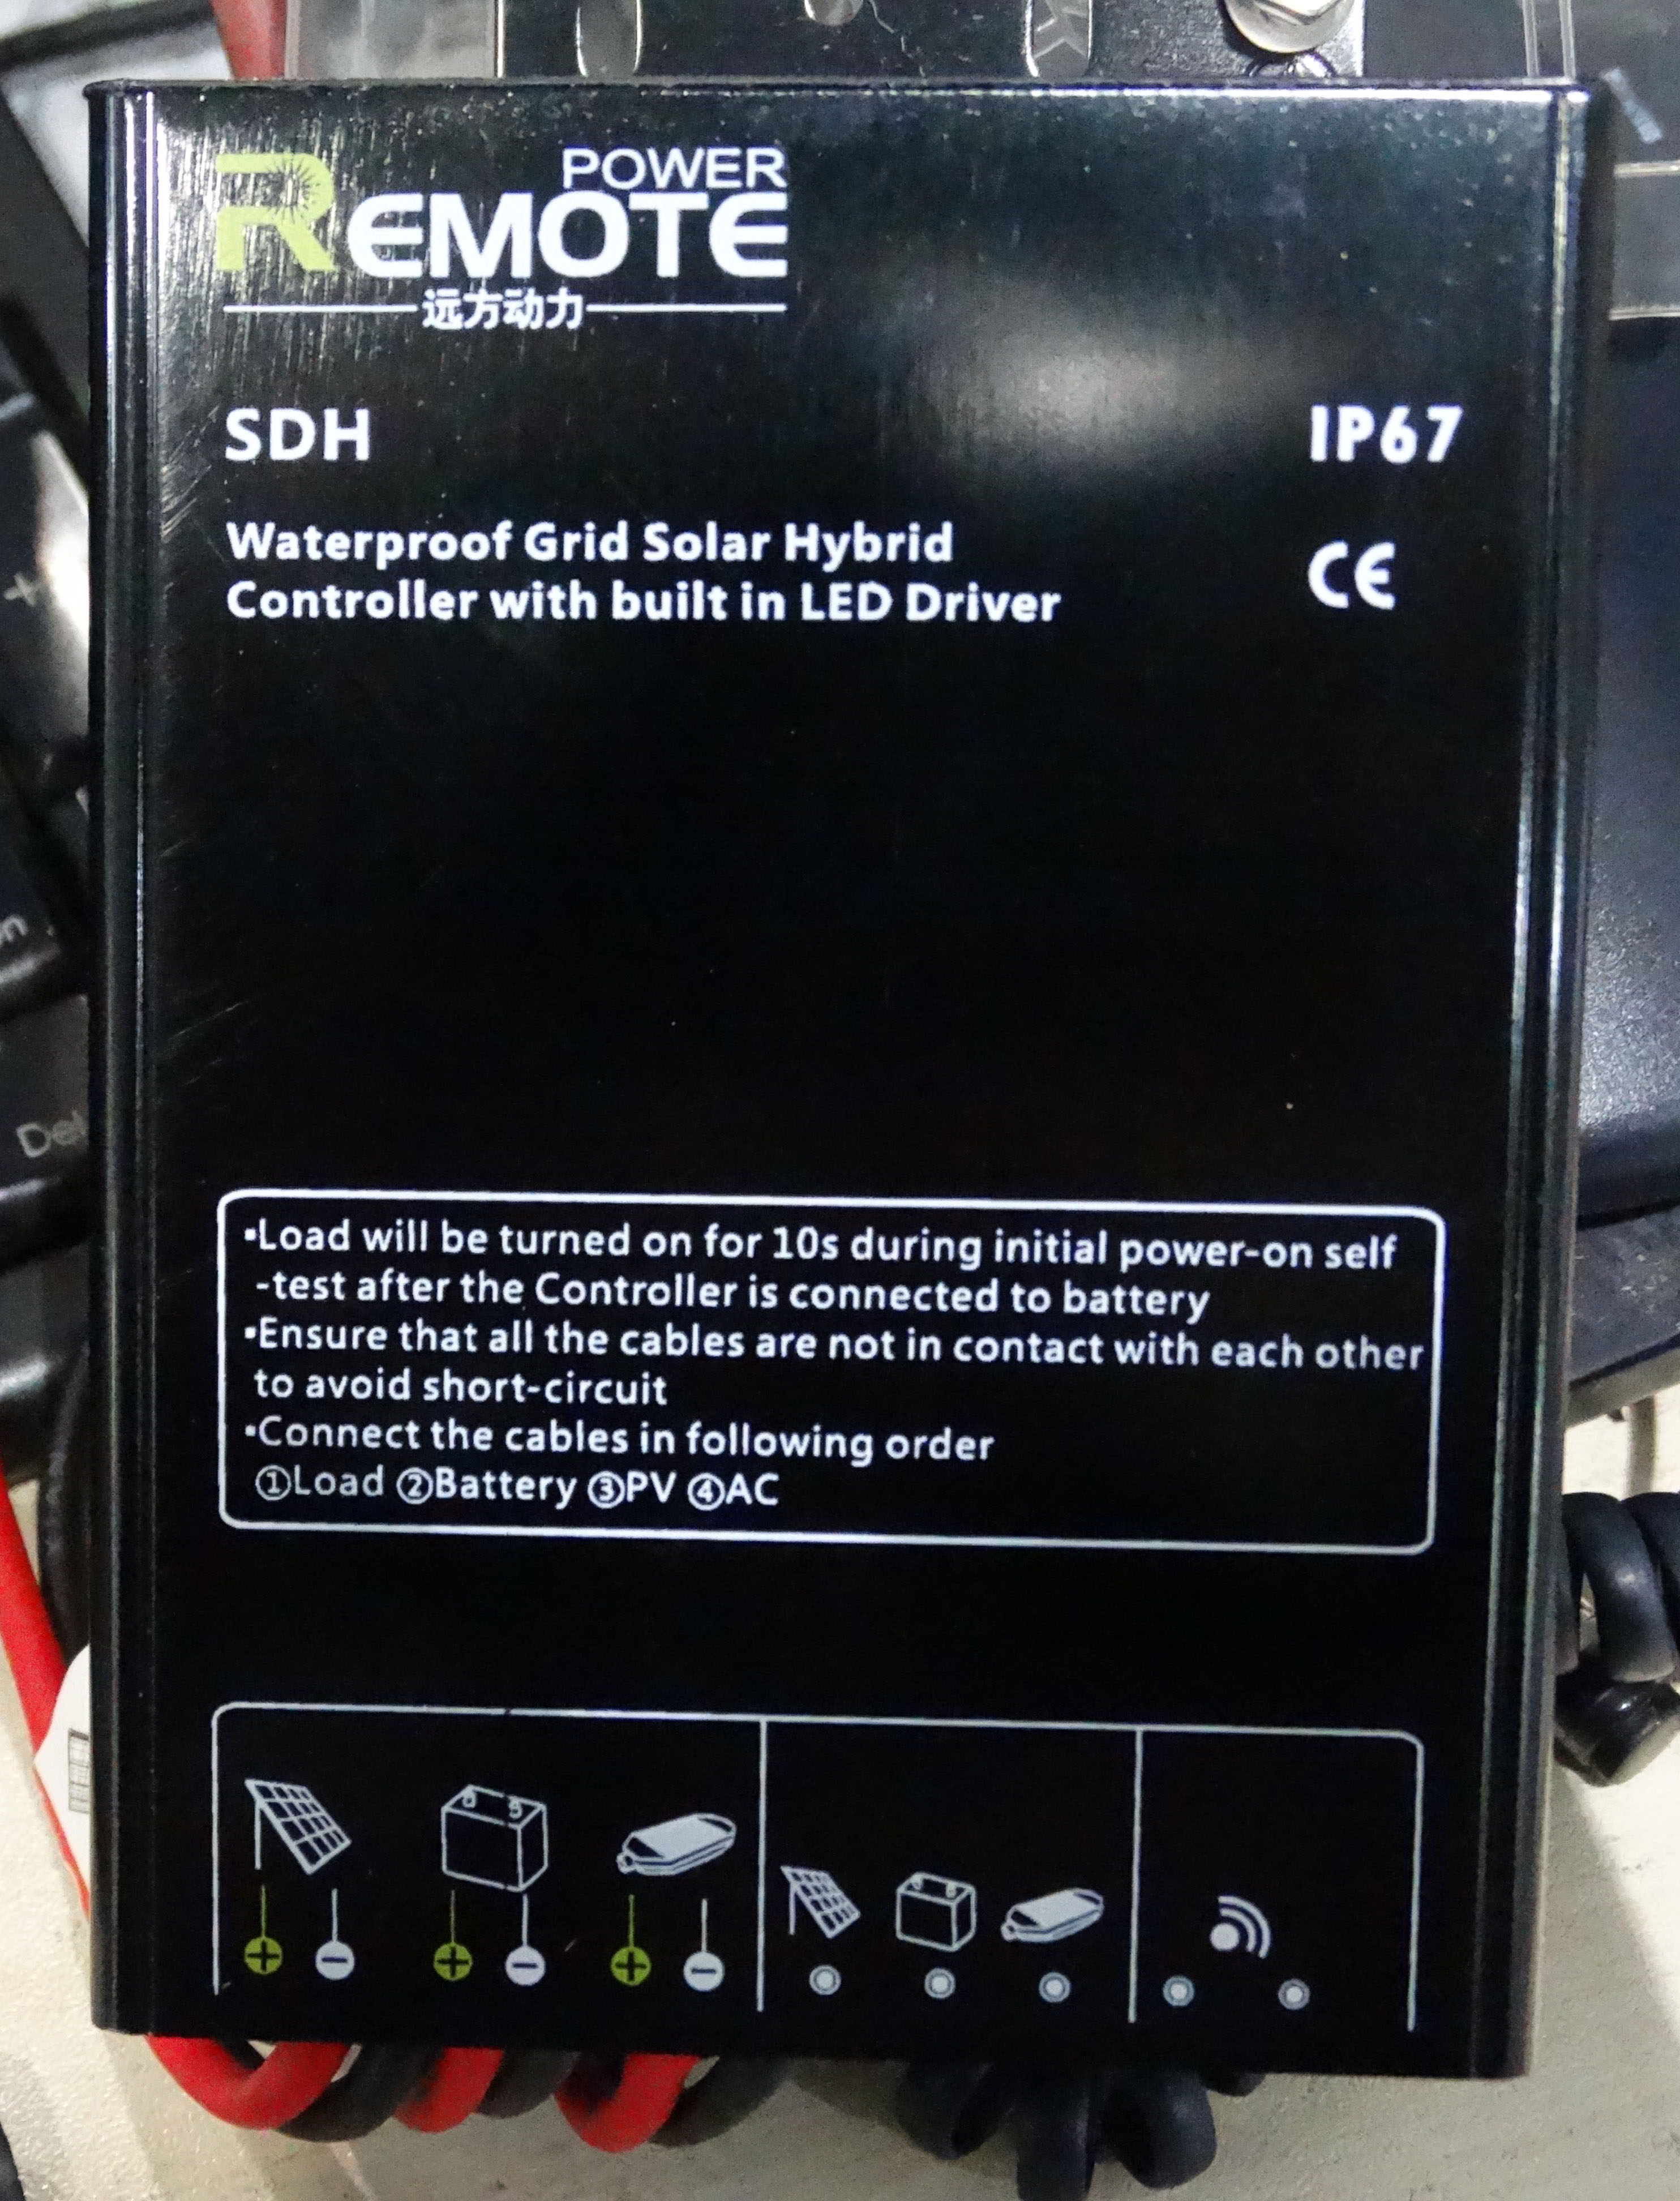 POWER
REMOTE
远方动力
SDH
IP67
Waterproof Grid Solar Hybrid
Controller with built in LED Driver
CE
▪Load will be turned on for 10s during initial power-on self
-test after the Controller is connected to battery
▪Ensure that all the cables are not in contact with each other
to avoid short-circuit
▪Connect the cables in following order
①Load ②Battery ③PV ④AC
+ − + − + −